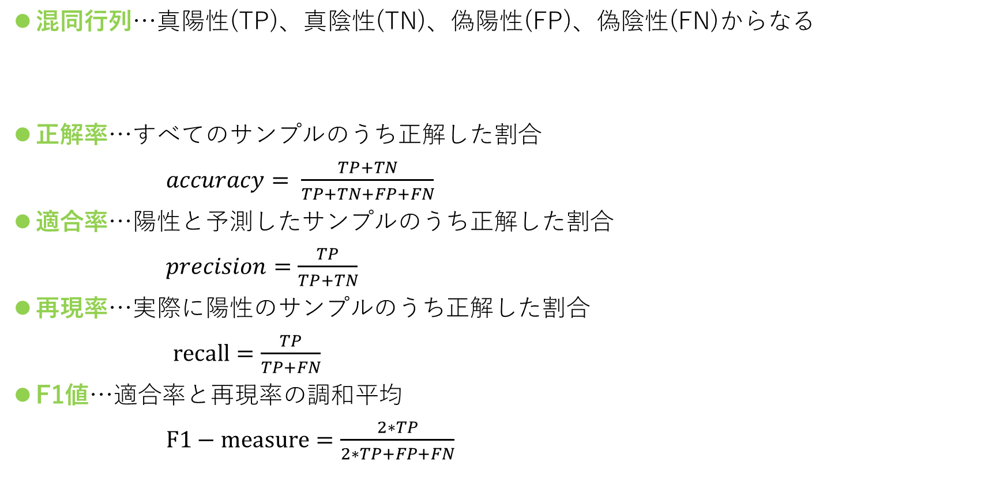 ● 混同行列…真陽性(TP)、真陰性(TN)、偽陽性(FP)、偽陰性(FN)からなる
● 正解率…すべてのサンプルのうち正解した割合
accuracy = \frac{TP+TN}{TP+TN+FP+FN}
● 適合率…陽性と予測したサンプルのうち正解した割合
precision = \frac{TP}{TP+TN}
● 再現率…実際に陽性のサンプルのうち正解した割合
recall = \frac{TP}{TP+FN}
● F1値…適合率と再現率の調和平均
F1 − measure = \frac{2*TP}{2*TP+FP+FN}